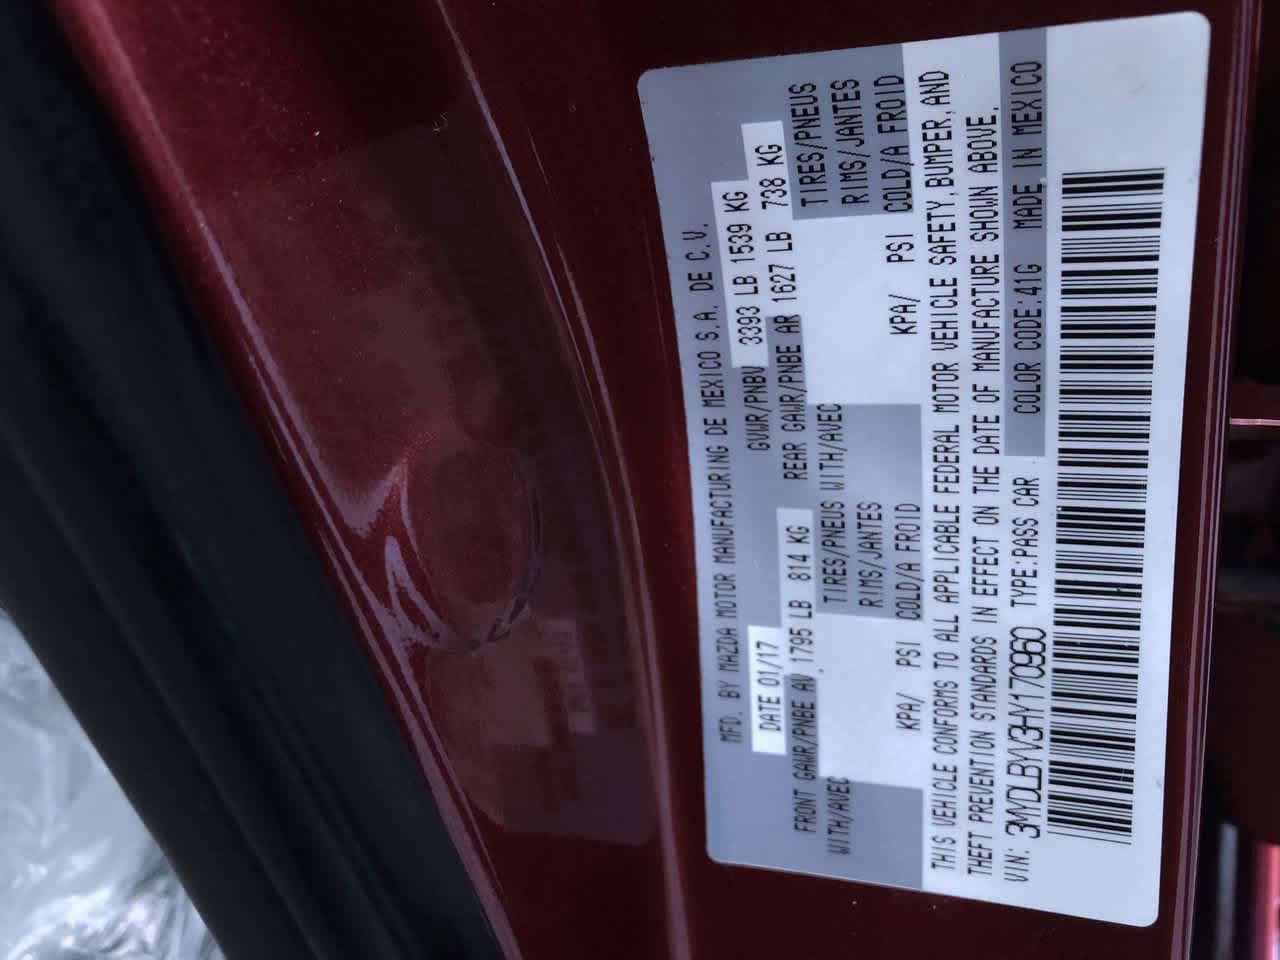 MFD. BY MAZDA MOTOR MANUFACTURING DE MEXICO S.A. DE C.V.
DATE 01/17 GVWR/PNBV 3393 LB 1539 KG
FRONT GAWR/PNBE AV 1795 LB 814 KG REAR GAWR/PNBE AR 1627 LB 738 KG
WITH/AVEC TIRES/PNEUS WITH/AVEC TIRES/PNEUS
RIMS/JANTES RIMS/JANTES
KPA/ PSI COLD/A FROID KPA/ PSI COLD/A FROID
THIS VEHICLE CONFORMS TO ALL APPLICABLE FEDERAL MOTOR VEHICLE SAFETY, BUMPER, AND
THEFT PREVENTION STANDARDS IN EFFECT ON THE DATE OF MANUFACTURE SHOWN ABOVE.
VIN: 3MYDLBYV3HY170960 TYPE:PASS CAR COLOR CODE:41G MADE IN MEXICO